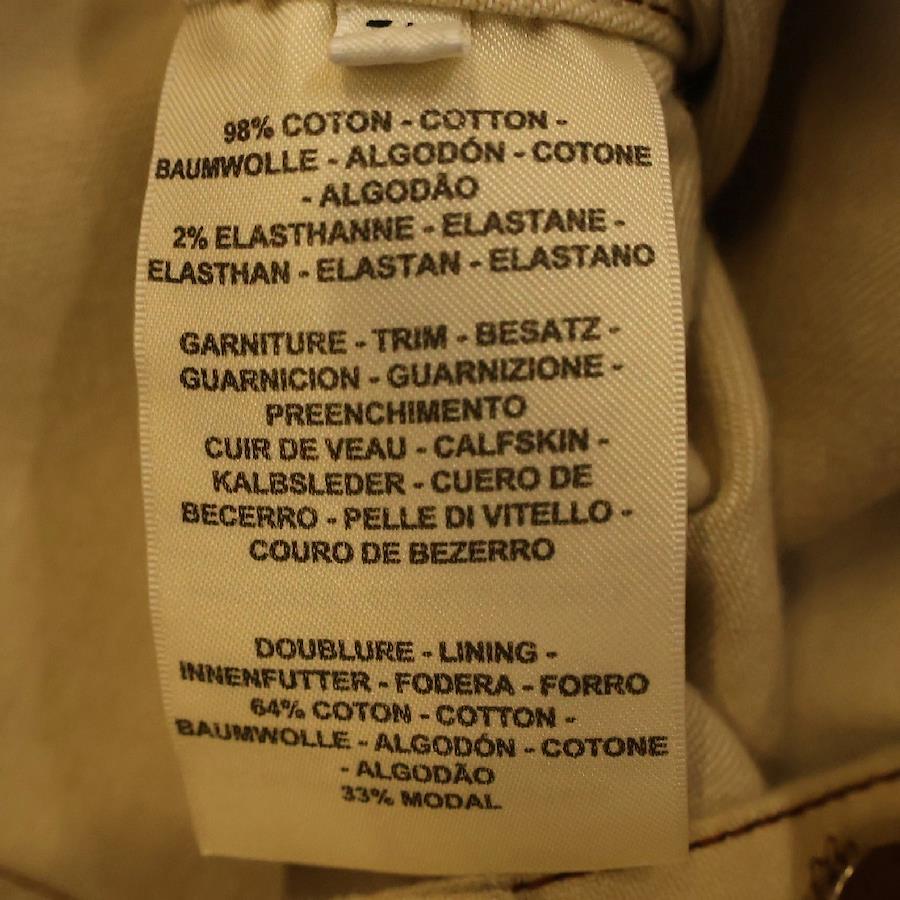 98% COTON - COTTON -
BAUMWOLLE - ALGODÓN - COTONE
- ALGODÃO
2% ELASTHANNE - ELASTANE -
ELASTHAN - ELASTAN - ELASTANO
GARNITURE - TRIM - BESATZ -
GUARNICION - GUARNIZIONE -
PREENCHIMENTO
CUIR DE VEAU - CALFSKIN -
KALBSLEDER - CUERO DE
BECERRO - PELLE DI VITELLO -
COURO DE BEZERRO
DOUBLURE - LINING -
INNENFUTTER - FODERA - FORRO
64% COTON - COTTON -
BAUMWOLLE - ALGODÓN - COTONE
- ALGODÃO
33% MODAL